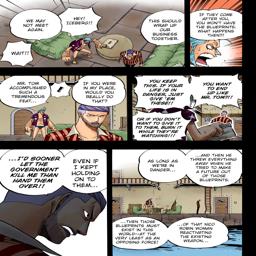 WE MAY
NOT MEET
AGAIN.
WAIT!!
HEY!
ICEBERG!!
THIS SHOULD
WRAP UP
OUR
BUSINESS
TOGETHER.
IF THEY COME
AFTER YOU,
YOU WON'T HAVE
THE BLUEPRINTS.
WHAT HAPPENS
THEN?
MR. TOM
ACCOMPLISHED
SUCH A
TREMENDOUS
FEAT...
IF YOU WERE
IN MY PLACE,
WOULD YOU
REALLY DO
THAT?
YOU KEEP
THIS. IF YOUR
LIFE IS IN
DANGER, JUST
GIVE 'EM
THESE!!
OR IF YOU DON'T
WANT TO GIVE IT
TO THEM, BURN IT
WHILE THEY'RE
WATCHING!!!
YOU WANT
TO END
UP LIKE
MR. TOM?!!
...I'D SOONER
LET THE
GOVERNMENT
KILL ME THAN
HAND THEM
OVER!!
EVEN IF
I KEPT
HOLDING
ON TO
THEM...
AS LONG AS
WE'RE IN
DANGER...
...AND THEN HE
THREW EVERYTHING
AWAY WHEN
HE SET OUT TO MAKE
A FUTURE OUT
OF THOSE
BLUEPRINTS.
...THEN THOSE
BLUEPRINTS
MUST EXIST
IN THIS
WORLD--AT THE
VERY LEAST AS
AN OPPOSING
FORCE!
...OF THAT NICO
ROBIN WOMAN
REACTIVATING
THE EXISTING
WEAPON...